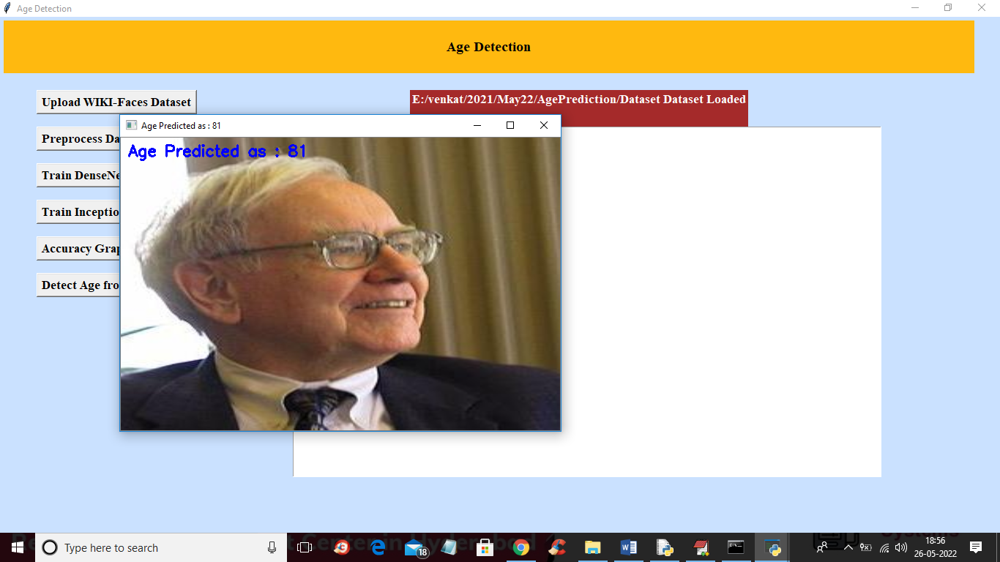 Age Detection
Age Detection
Upload WIKI-Faces Dataset
E:/venkat/2021/May22/AgePrediction/Dataset Dataset Loaded
Age Predicted as : 81
Preprocess Da
Age Predicted as : 81
Train DenseNe
Train Inceptio
Accuracy Grap
Detect Age fro
Type here to search
18
18:56
26-05-2022